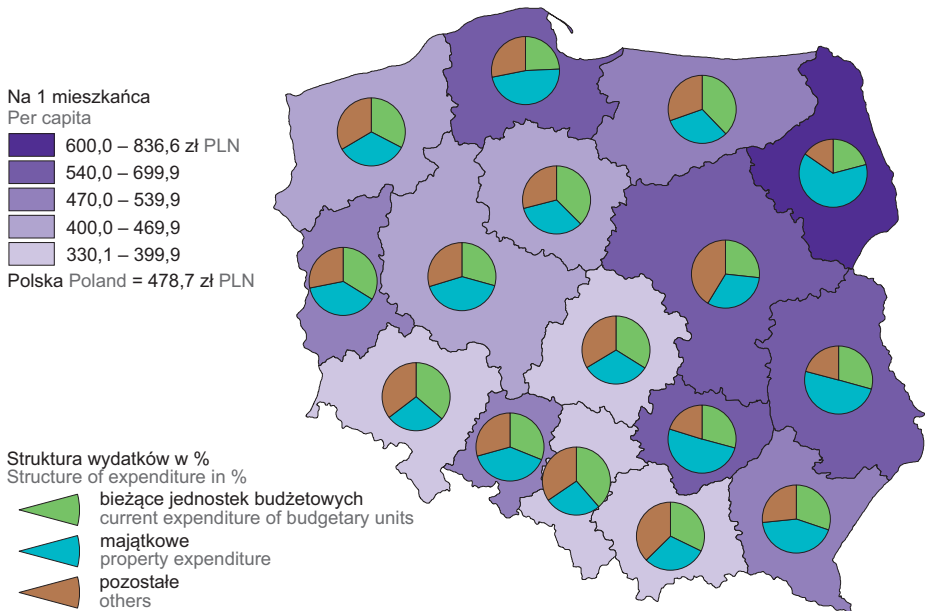 Na 1 mieszkańca
Per capita
600,0 – 836,6 zł PLN
540,0 – 699,9
470,0 – 539,9
400,0 – 469,9
330,1 – 399,9
Polska Poland = 478,7 zł PLN
Struktura wydatków w %
Structure of expenditure in %
bieżące jednostek budżetowych
current expenditure of budgetary units
majątkowe
property expenditure
pozostałe
others